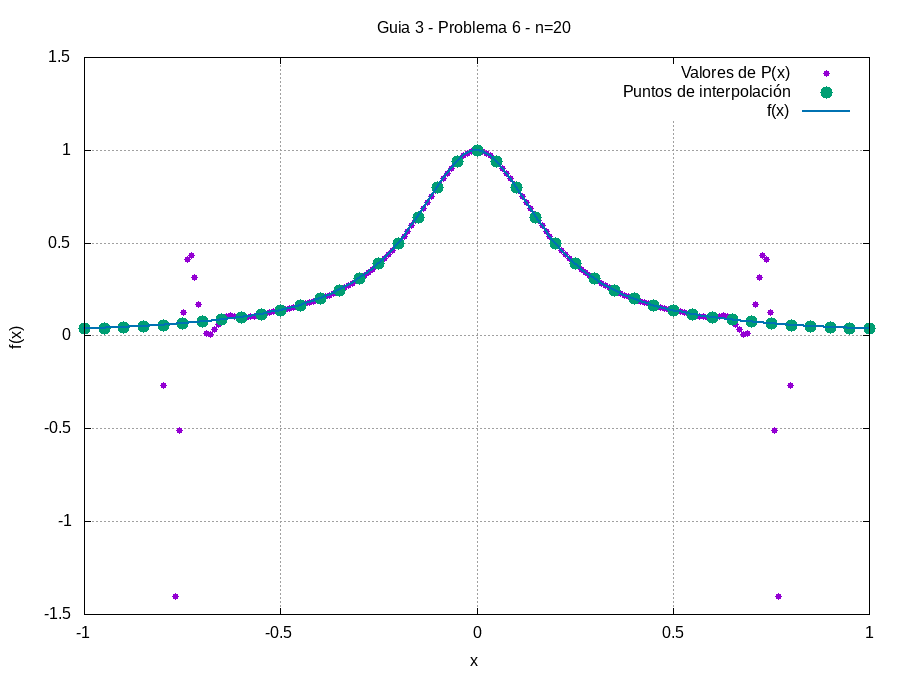 Guia 3 - Problema 6 - n=20
Valores de P(x)
Puntos de interpolación
f(x)
1.5
1
0.5
0
-0.5
-1
-1.5
f(x)
-1
-0.5
0
0.5
1
x